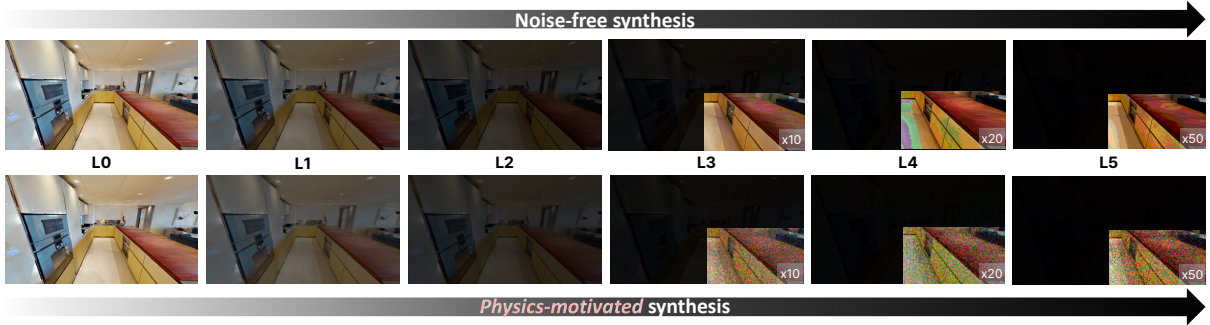 Noise-free synthesis
x10 x20 x50
L0 L1 L2 L3 L4 L5
x10 x20 x50
Physics-motivated synthesis